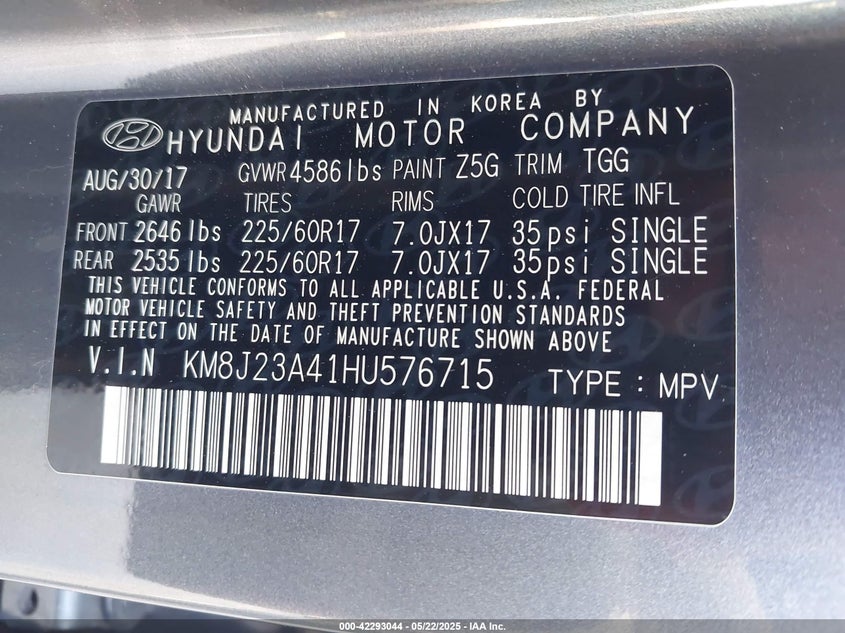 MANUFACTURED IN KOREA BY
HYUNDAI MOTOR COMPANY
AUG/30/17 GVWR 4586lbs PAINT Z5G TRIM TGG
GAWR TIRES RIMS COLD TIRE INFL
FRONT 2646 lbs 225/60R17 7.0JX17 35psi SINGLE
REAR 2535 lbs 225/60R17 7.0JX17 35psi SINGLE
THIS VEHICLE CONFORMS TO ALL APPLICABLE U.S.A. FEDERAL
MOTOR VEHICLE SAFETY AND THEFT PREVENTION STANDARDS
IN EFFECT ON THE DATE OF MANUFACTURE SHOWN ABOVE
V.I.N KM8J23A41HU576715 TYPE : MPV
000-42293044 - 05/22/2025 - IAA Inc.